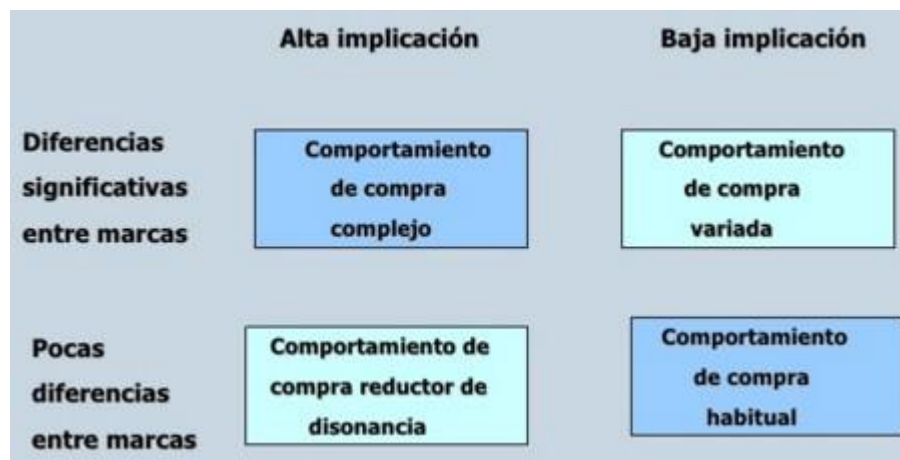 Alta implicación
Baja implicación
Diferencias
significativas
entre marcas
Comportamiento
de compra
complejo
Comportamiento
de compra
variada
Pocas
diferencias
entre marcas
Comportamiento de
compra reductor de
disonancia
Comportamiento
de compra
habitual